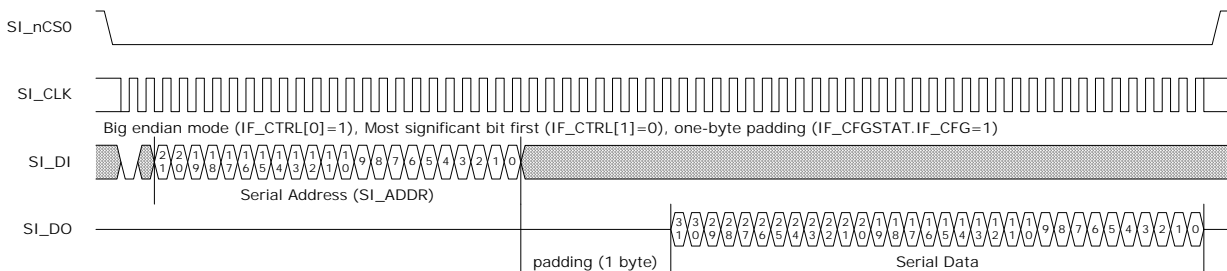 SI_nCS0
SI_CLK
Big endian mode (IF_CTRL[0]=1), Most significant bit first (IF_CTRL[1]=0), one-byte padding (IF_CFGSTAT.IF_CFG=1)
SI_DI
21 20 19 18 17 16 15 14 13 12 11 10 9 8 7 6 5 4 3 2 1 0
Serial Address (SI_ADDR)
SI_DO
31 30 29 28 27 26 25 24 23 22 21 20 19 18 17 16 15 14 13 12 11 10 9 8 7 6 5 4 3 2 1 0
padding (1 byte)
Serial Data